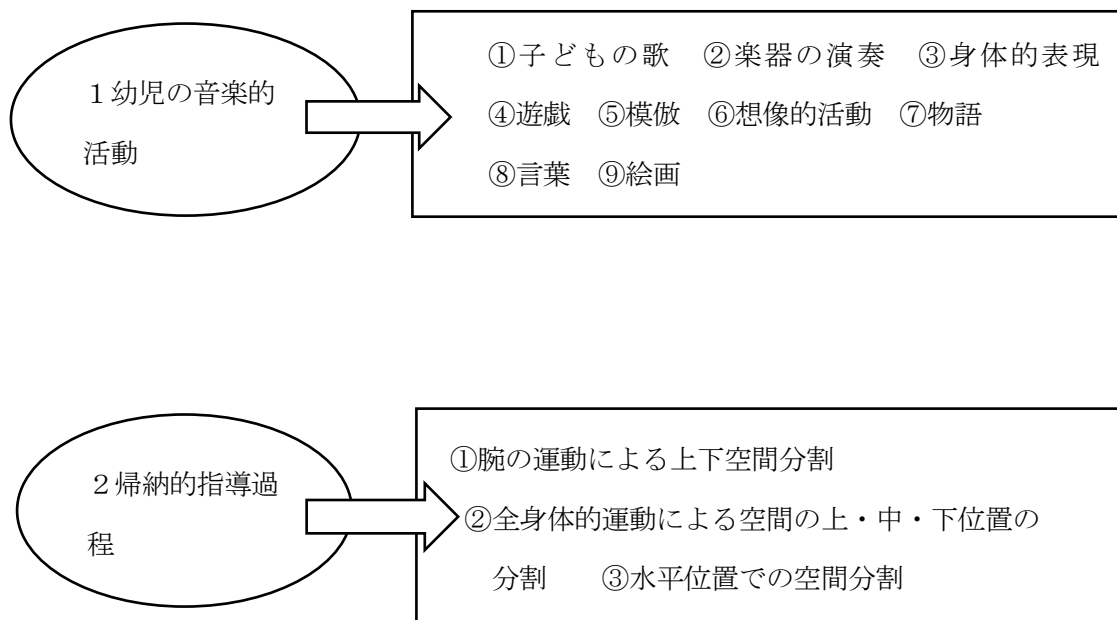 １幼児の音楽的
活動
①子どもの歌　②楽器の演奏　③身体的表現
④遊戯　⑤模倣　⑥想像的活動　⑦物語
⑧言葉　⑨絵画
２帰納的指導過
程
①腕の運動による上下空間分割
②全身体的運動による空間の上・中・下位置の
分割　　③水平位置での空間分割